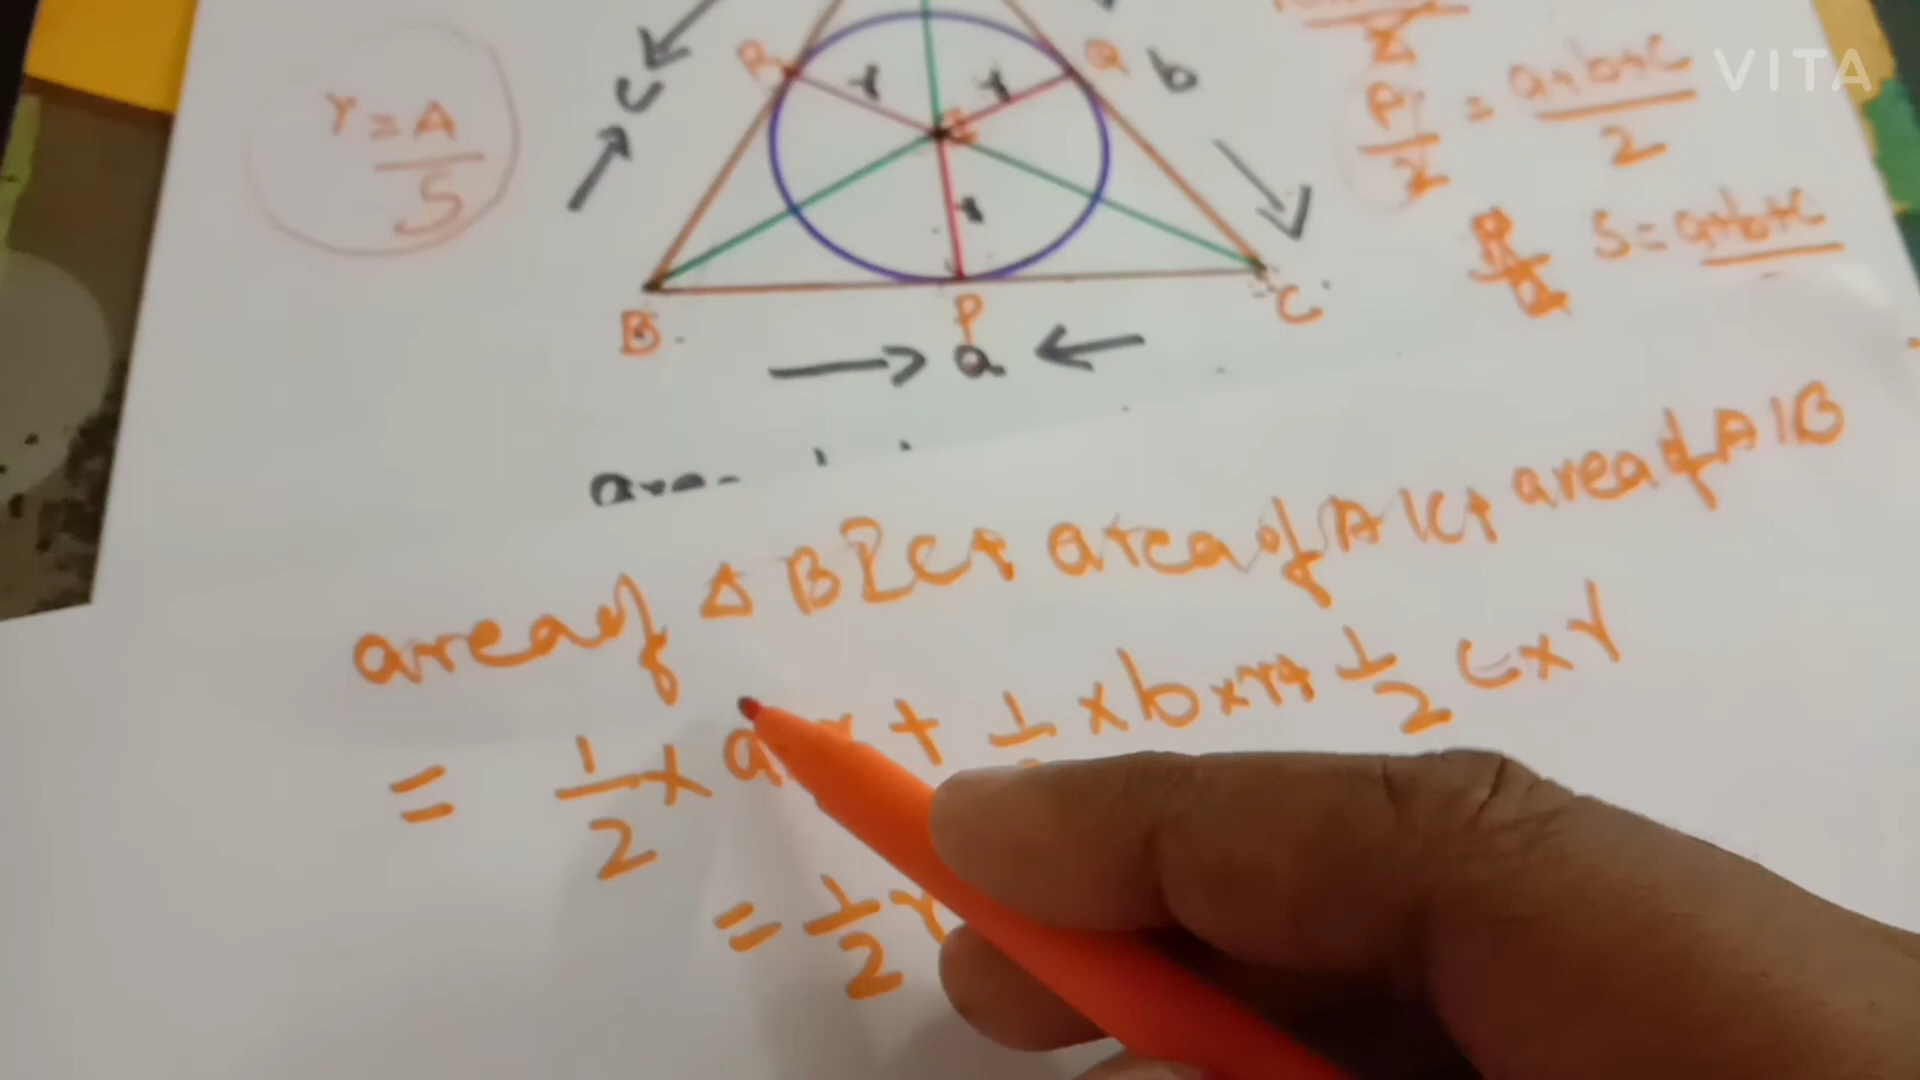 VITA
R r r Q b
c
r = A
S
I
r
B P C
a
P = a+b+c
2 2
S = a+b+c
area of Δ BIC + area of AIC + area of AIB
= 1/2 × a × r + 1/2 × b × r + 1/2 c × r
= 1/2 r